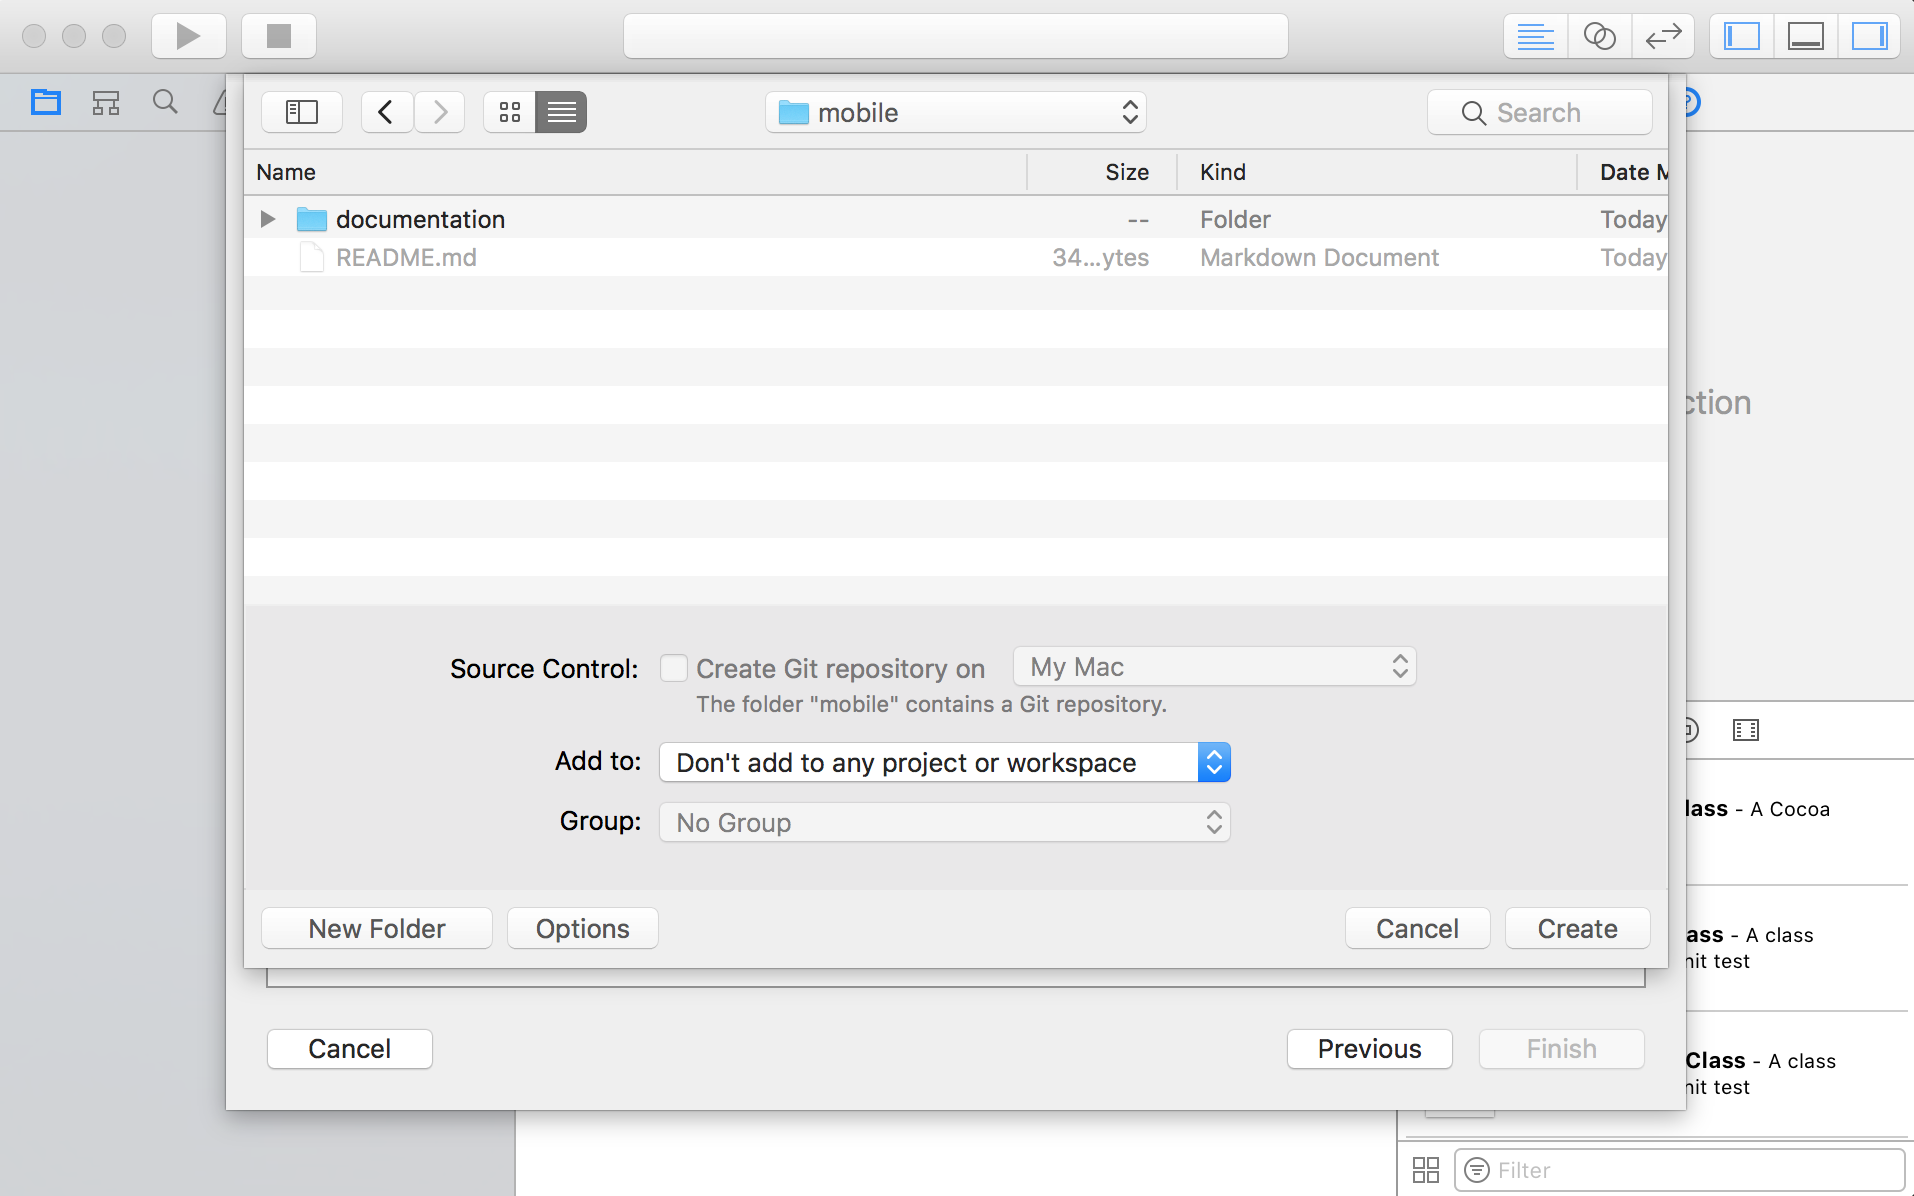 mobile
Search
Name Size Kind Date M
documentation -- Folder Today
README.md 34...ytes Markdown Document Today
ction
Source Control: Create Git repository on My Mac
The folder "mobile" contains a Git repository.
Add to: Don't add to any project or workspace
Group: No Group
New Folder Options Cancel Create
Cancel Previous Finish
lass - A Cocoa
ass - A class
nit test
Class - A class
nit test
Filter